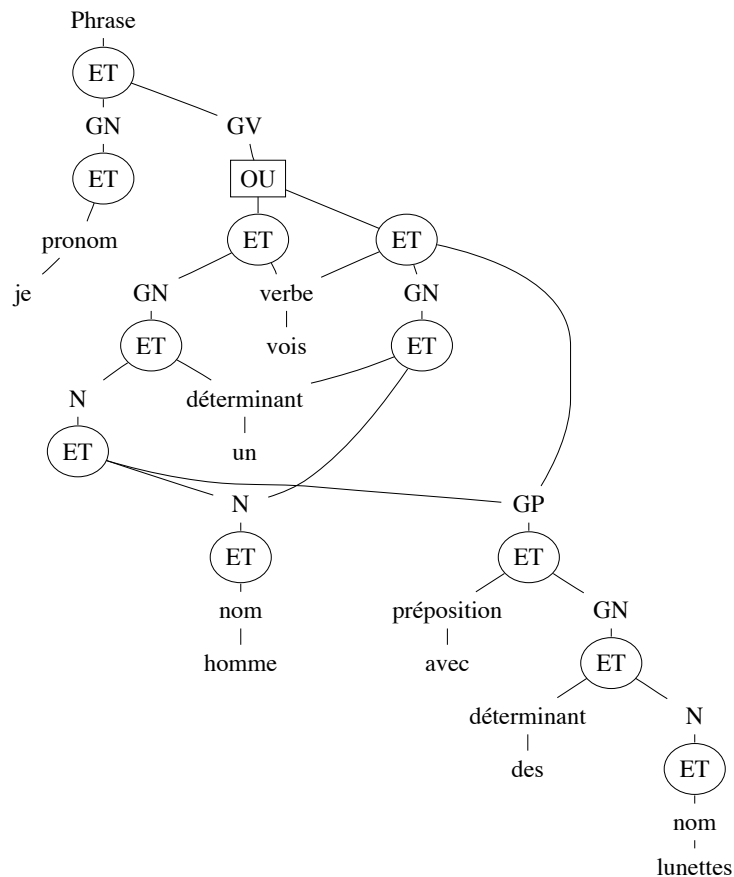 Phrase
ET
GN GV
ET OU
pronom ET ET
je GN verbe GN
ET vois ET
N déterminant
ET un
N GP
ET ET
nom préposition GN
homme avec ET
déterminant N
des ET
nom
lunettes